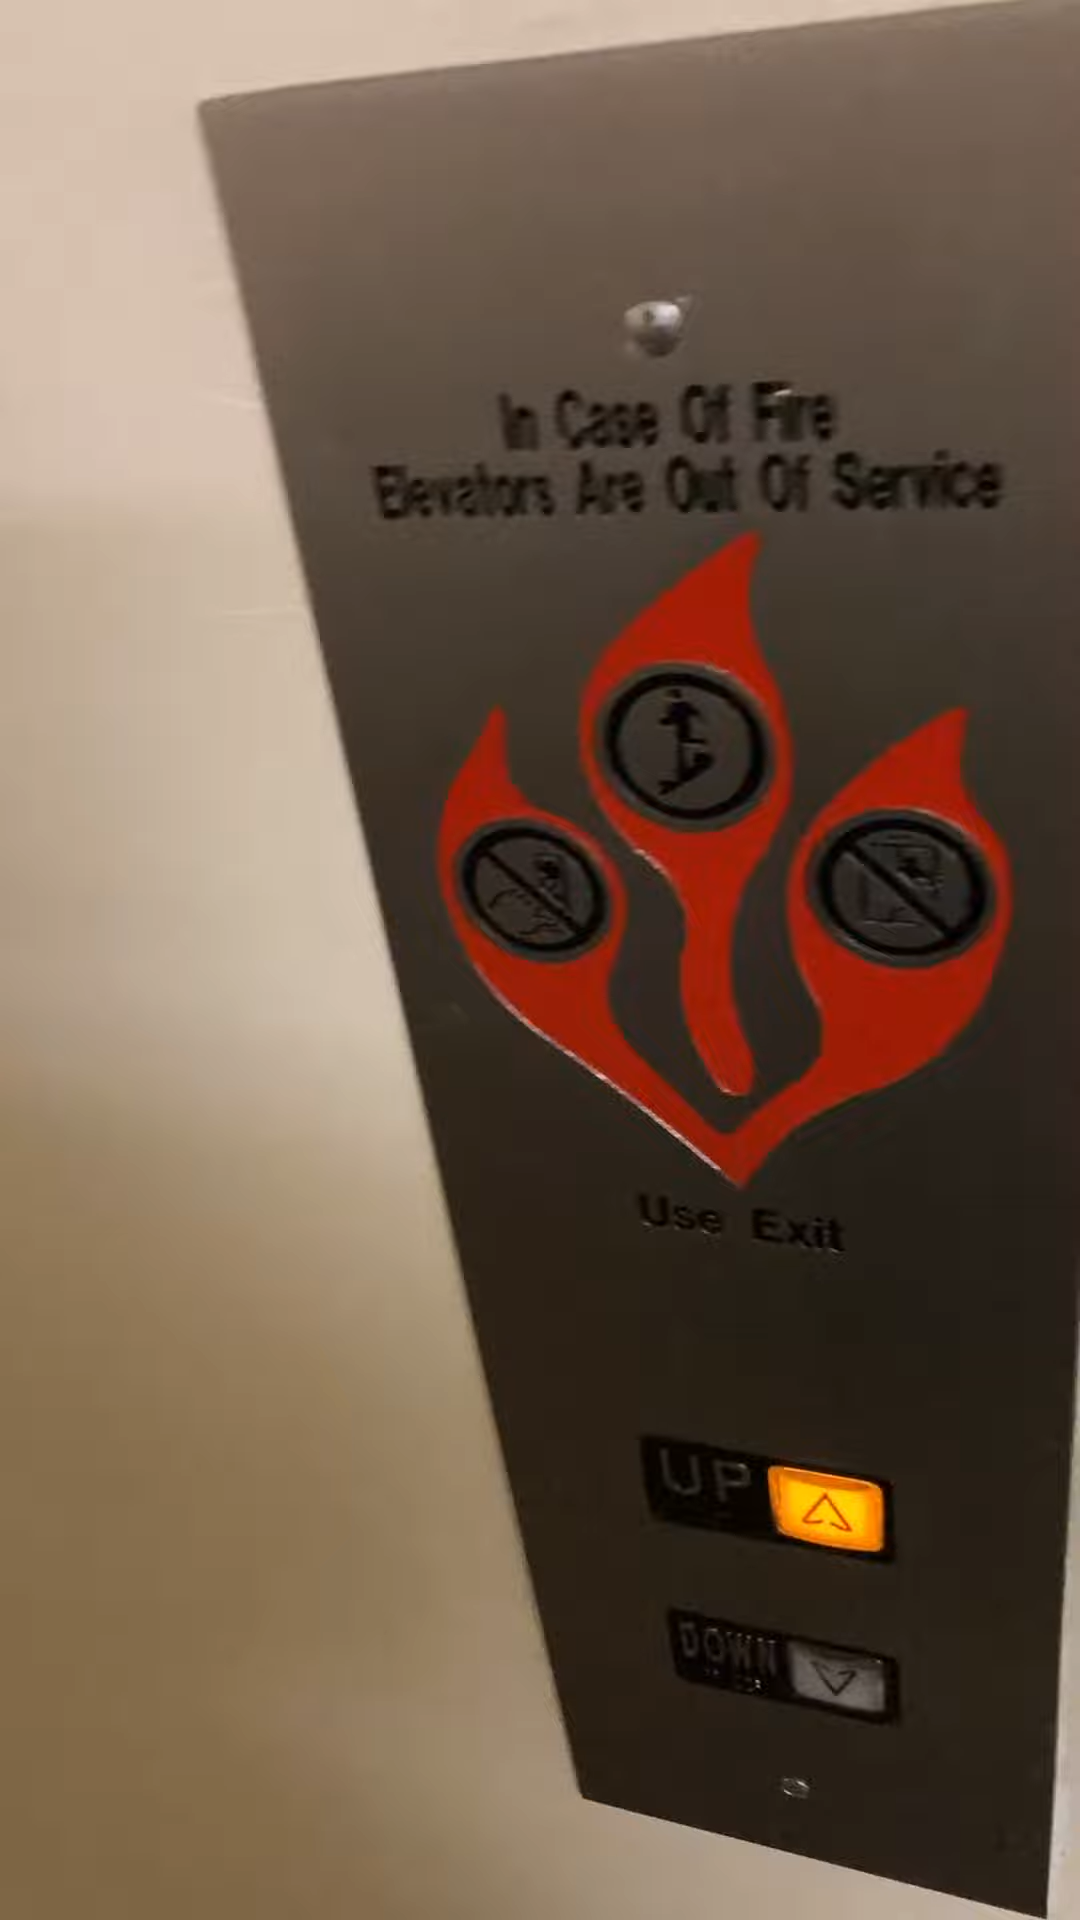 In Case Of Fire
Elevators Are Out Of Service
Use Exit
UP
DOWN